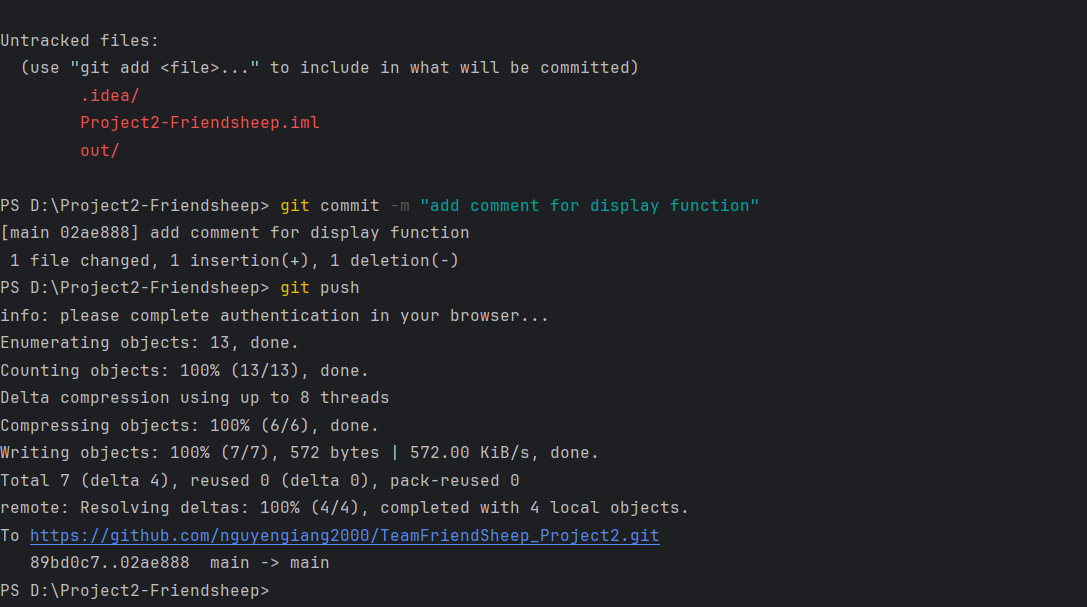 Untracked files:
  (use "git add <file>..." to include in what will be committed)
        .idea/
        Project2-Friendsheep.iml
        out/
PS D:\Project2-Friendsheep> git commit -m "add comment for display function"
[main 02ae888] add comment for display function
 1 file changed, 1 insertion(+), 1 deletion(-)
PS D:\Project2-Friendsheep> git push
info: please complete authentication in your browser...
Enumerating objects: 13, done.
Counting objects: 100% (13/13), done.
Delta compression using up to 8 threads
Compressing objects: 100% (6/6), done.
Writing objects: 100% (7/7), 572 bytes | 572.00 KiB/s, done.
Total 7 (delta 4), reused 0 (delta 0), pack-reused 0
remote: Resolving deltas: 100% (4/4), completed with 4 local objects.
To https://github.com/nguyengiang2000/TeamFriendSheep_Project2.git
   89bd0c7..02ae888  main -> main
PS D:\Project2-Friendsheep>